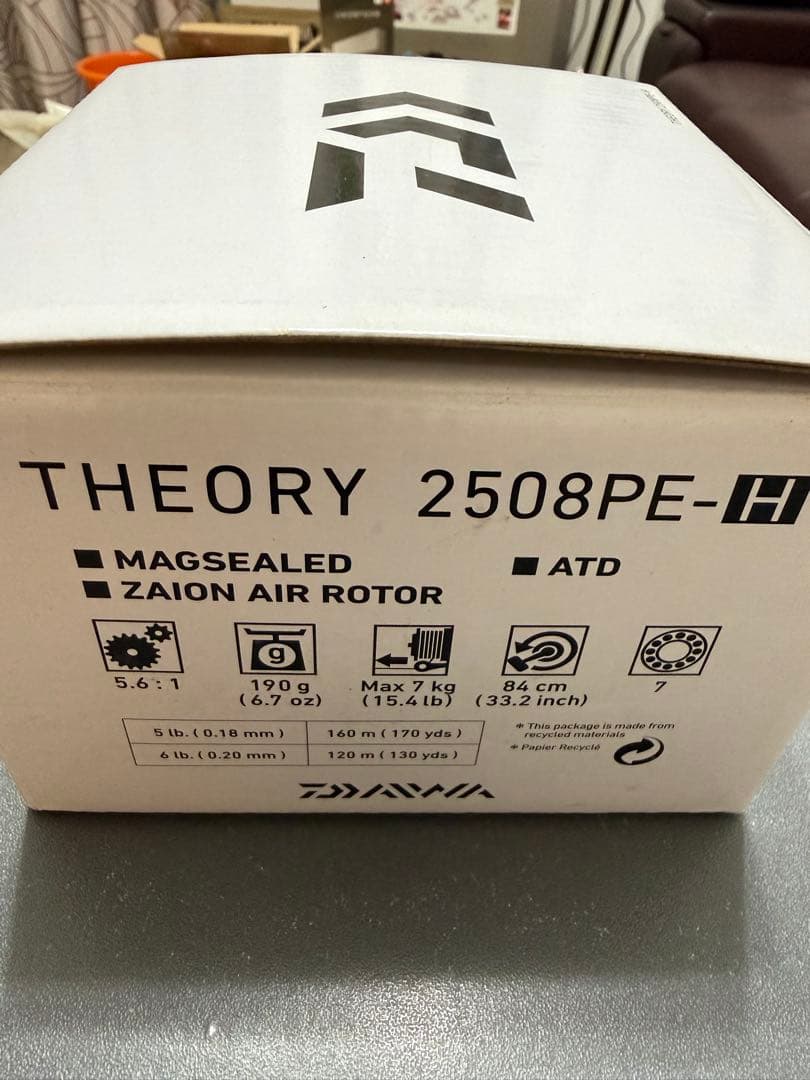 THEORY 2508PE-H
■ MAGSEALED ■ ATD
■ ZAION AIR ROTOR
g
5.6 : 1 190 g Max 7 kg 84 cm 7
(6.7 oz) (15.4 lb) (33.2 inch)
5 lb. ( 0.18 mm ) 160 m ( 170 yds )
6 lb. ( 0.20 mm ) 120 m ( 130 yds )
* This package is made from
recycled materials
* Papier Recyclé
DAIWA